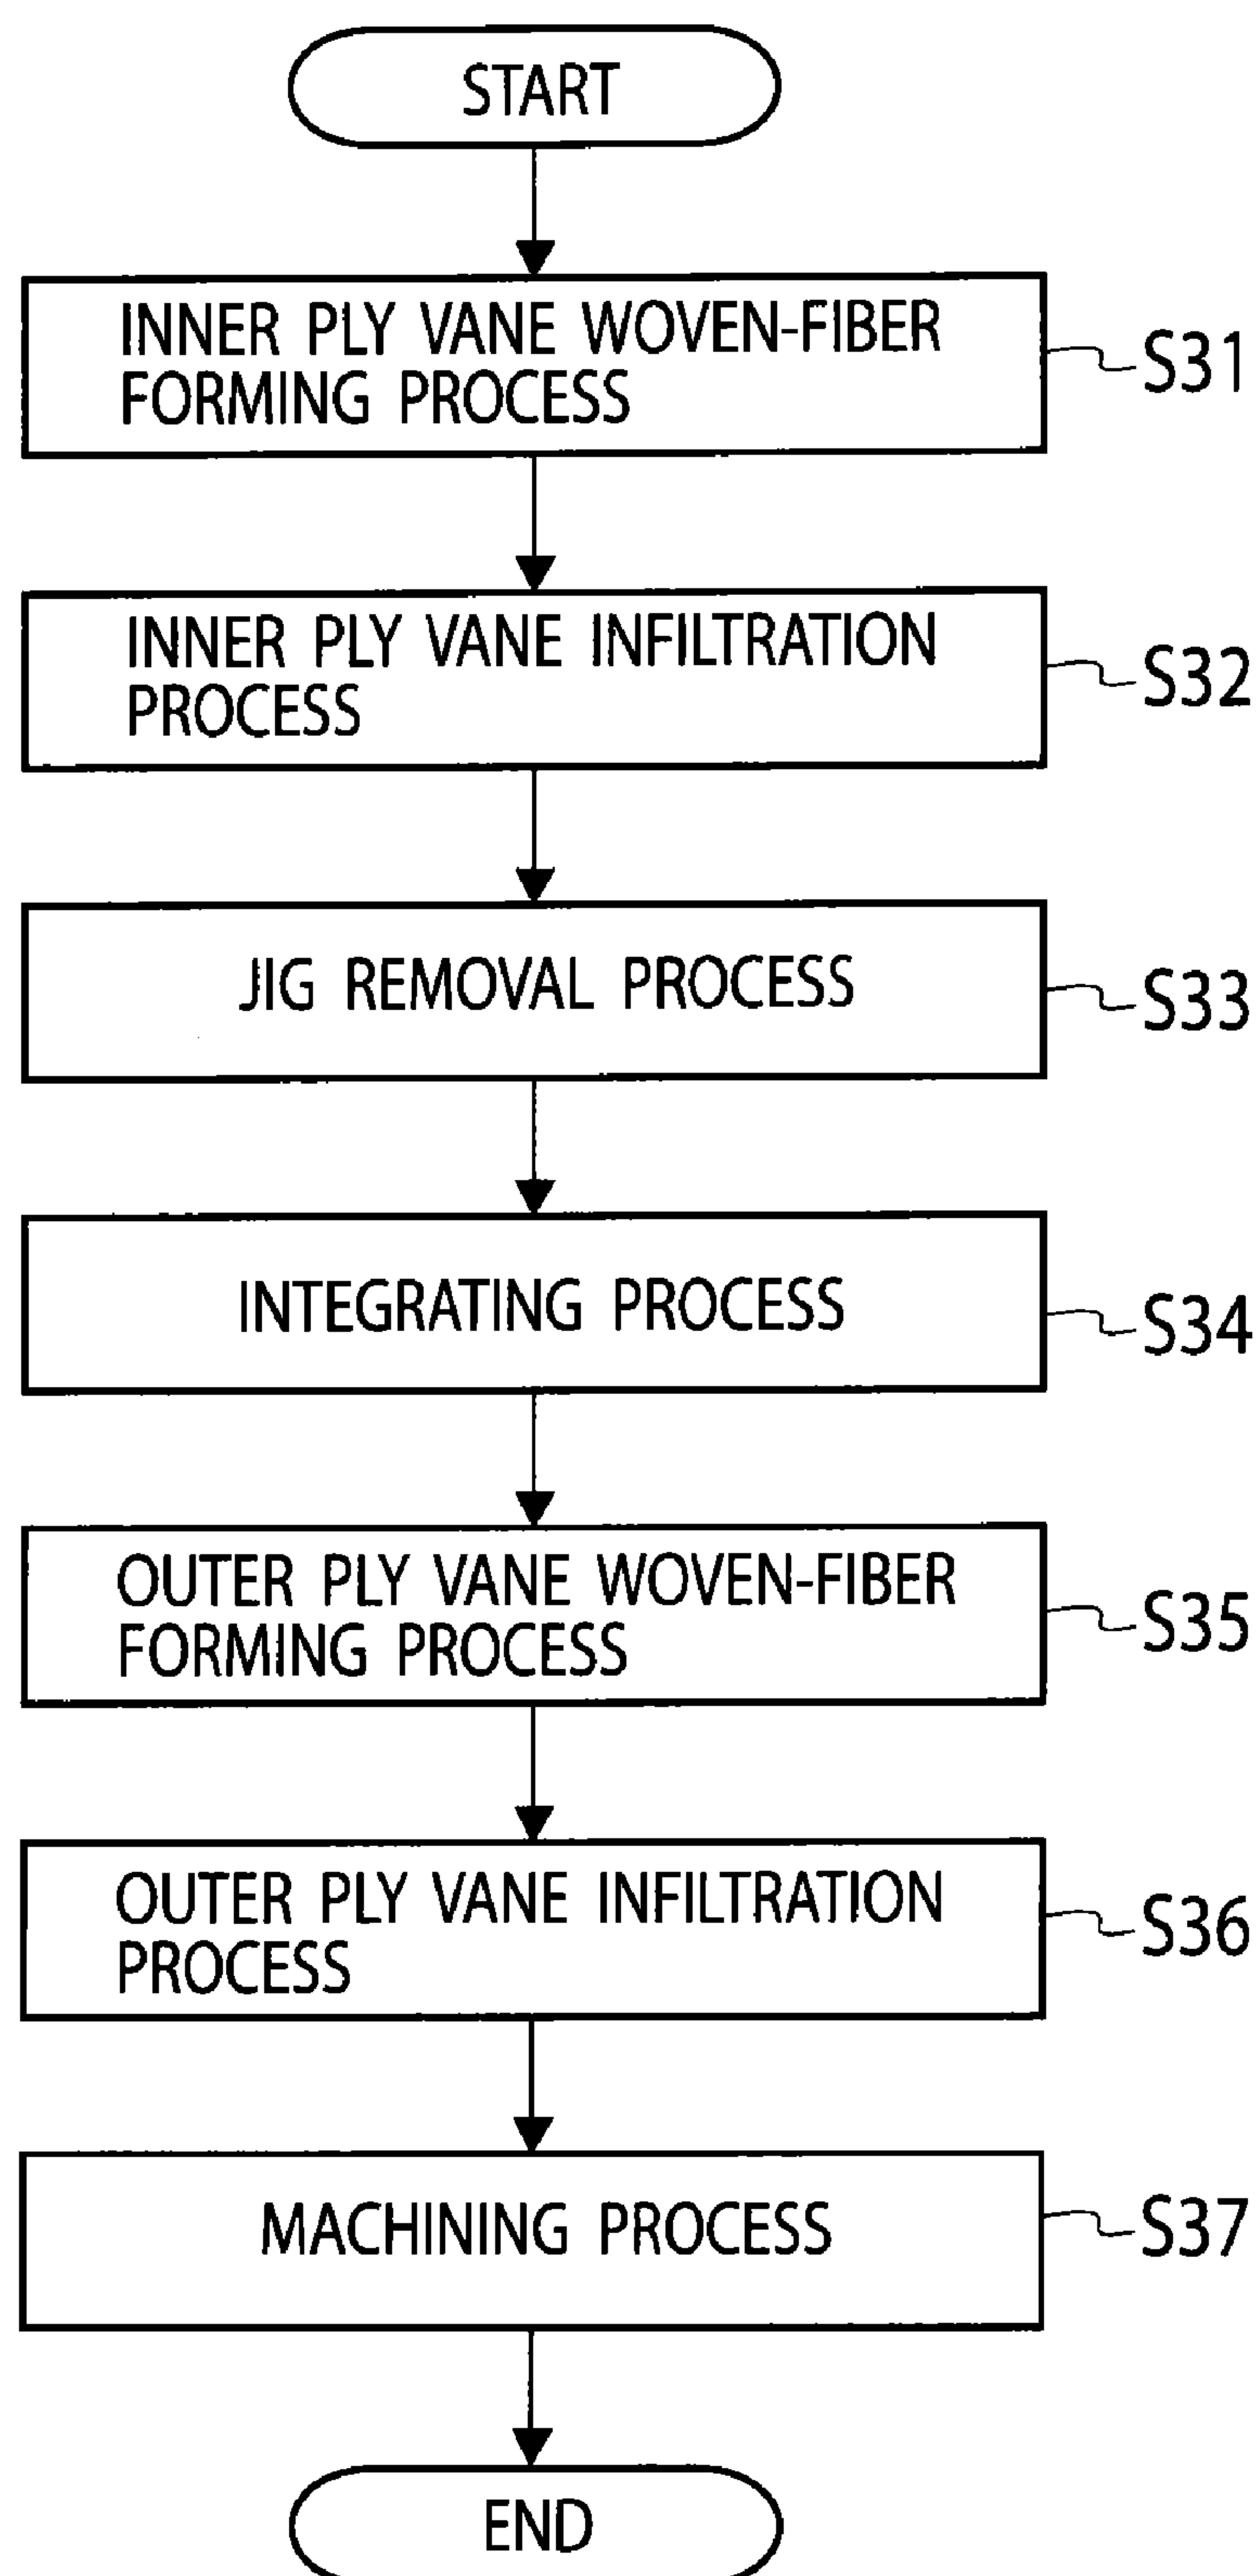 START
INNER PLY VANE WOVEN-FIBER
FORMING PROCESS
S31
INNER PLY VANE INFILTRATION
PROCESS
S32
JIG REMOVAL PROCESS
S33
INTEGRATING PROCESS
S34
OUTER PLY VANE WOVEN-FIBER
FORMING PROCESS
S35
OUTER PLY VANE INFILTRATION
PROCESS
S36
MACHINING PROCESS
S37
END